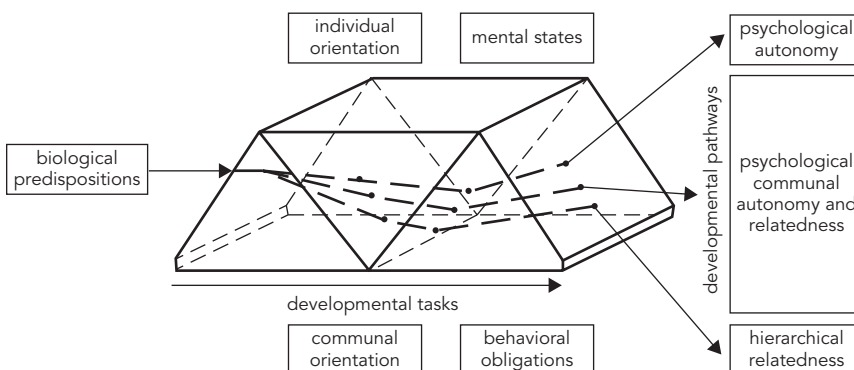 individual
orientation
mental states
psychological
autonomy
biological
predispositions
developmental pathways
psychological
communal
autonomy and
relatedness
developmental tasks
communal
orientation
behavioral
obligations
hierarchical
relatedness